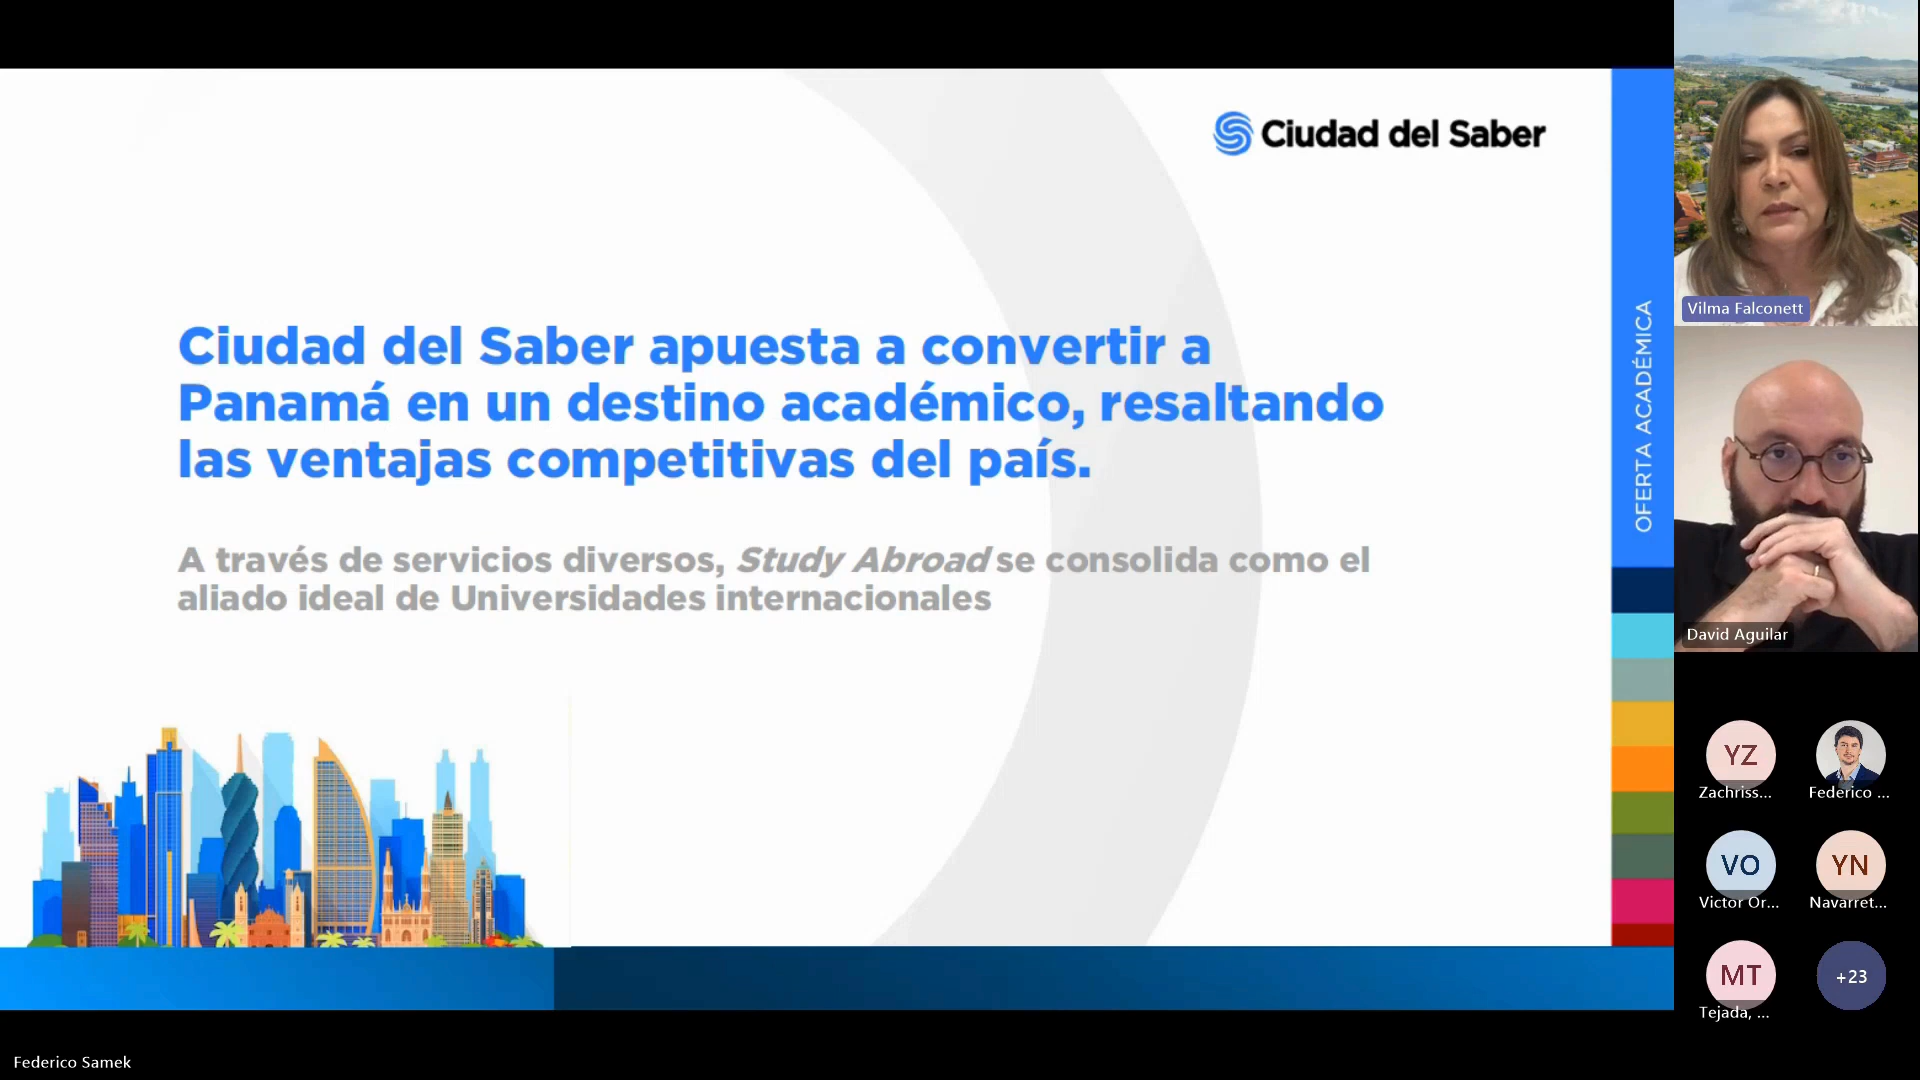 Ciudad del Saber
Ciudad del Saber apuesta a convertir a
Panamá en un destino académico, resaltando
las ventajas competitivas del país.
A través de servicios diversos, Study Abroad se consolida como el
aliado ideal de Universidades internacionales
OFERTA ACADÉMICA
Vilma Falconett
David Aguilar
YZ
Zachriss...
Federico ...
VO
Victor Or...
YN
Navarret...
MT
Tejada, ...
+23
Federico Samek